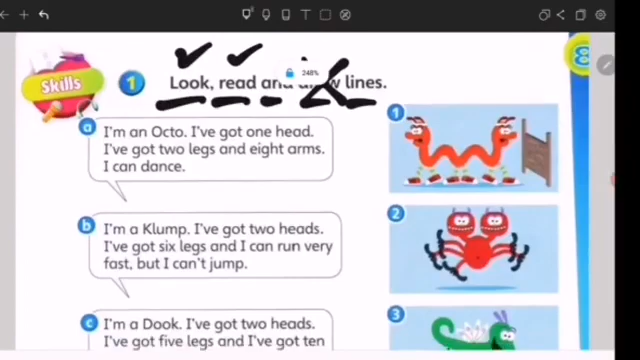 248%
8
Skills
1 Look, read and draw lines.
a I'm an Octo. I've got one head.
I've got two legs and eight arms.
I can dance.
b I'm a Klump. I've got two heads.
I've got six legs and I can run very
fast, but I can't jump.
c I'm a Dook. I've got two heads.
I've got five legs and I've got ten
1
2
3